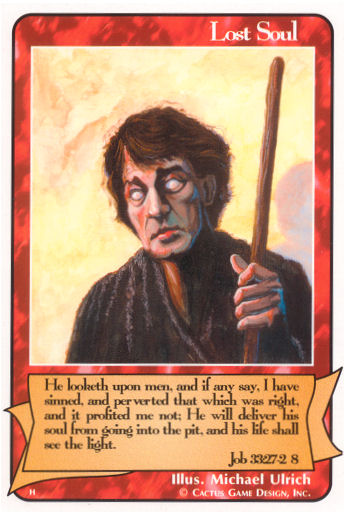 Lost Soul
He looketh upon men, and if any say, I have
sinned, and perverted that which was right,
and it profited me not; He will deliver his
soul from going into the pit, and his life shall
see the light.
Job 33:27-2 8
Illus. Michael Ulrich
H
© Cactus Game Design, Inc.